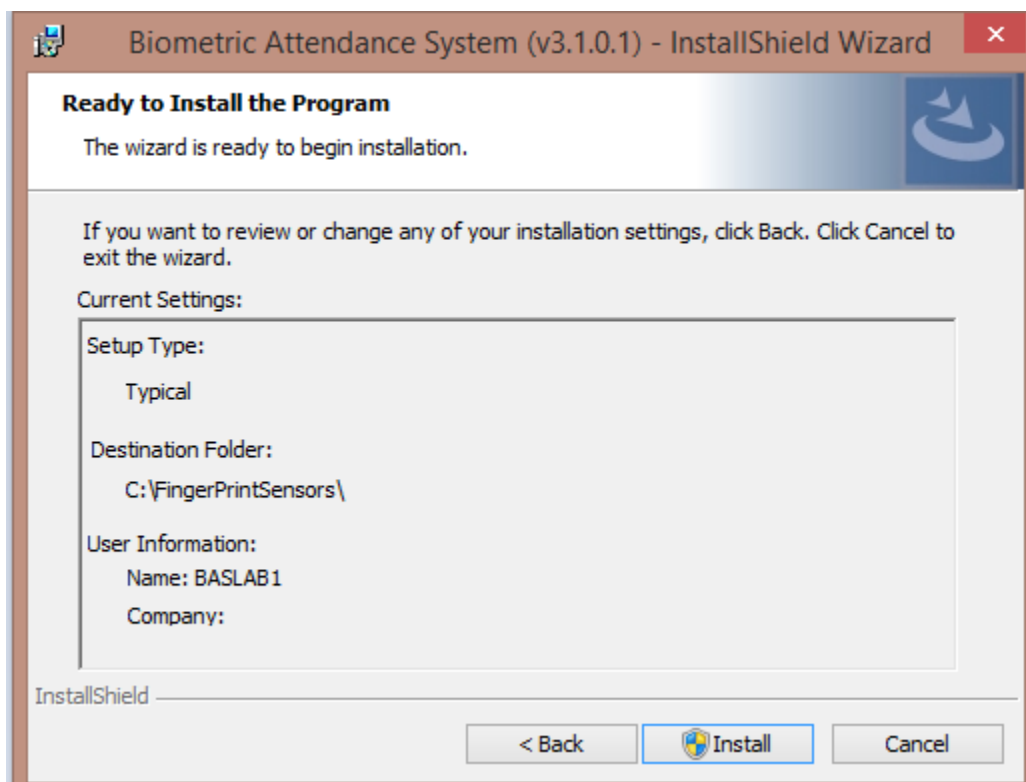 Biometric Attendance System (v3.1.0.1) - InstallShield Wizard
Ready to Install the Program
The wizard is ready to begin installation.
If you want to review or change any of your installation settings, click Back. Click Cancel to
exit the wizard.
Current Settings:
Setup Type:
Typical
Destination Folder:
C:\FingerPrintSensors\
User Information:
Name: BASLAB1
Company:
InstallShield
< Back
Install
Cancel